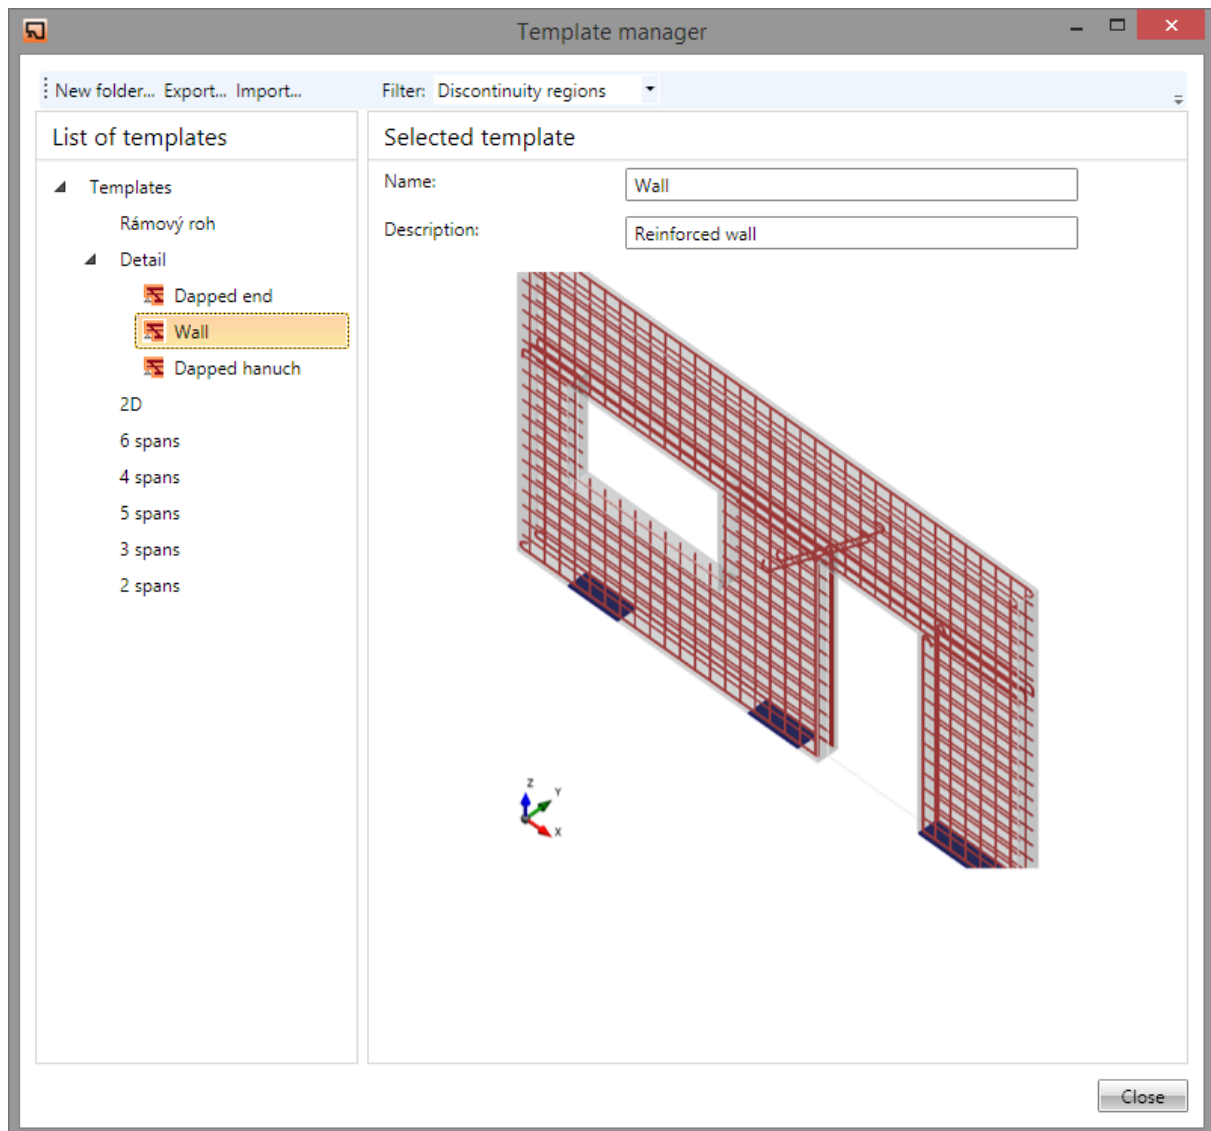 Template manager
New folder... Export... Import... Filter: Discontinuity regions
List of templates
Templates
Rámový roh
Detail
Dapped end
Wall
Dapped hanuch
2D
6 spans
4 spans
5 spans
3 spans
2 spans
Selected template
Name: Wall
Description: Reinforced wall
Z
Y
X
Close